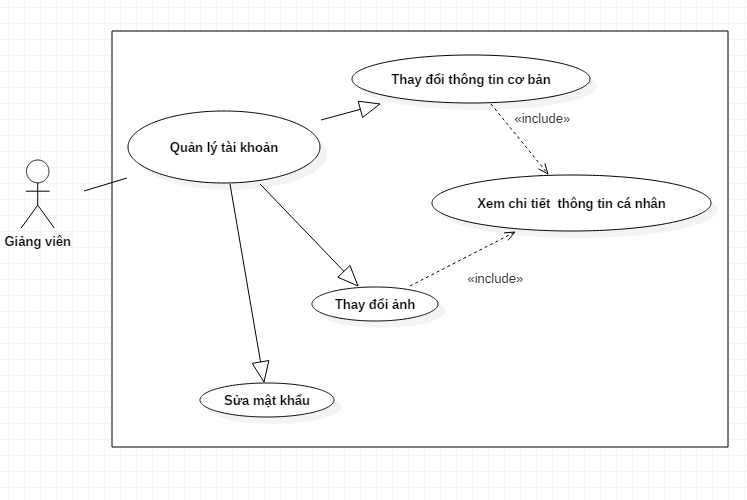 Thay đổi thông tin cơ bản
«include»
Quản lý tài khoản
Xem chi tiết  thông tin cá nhân
Giảng viên
«include»
Thay đổi ảnh
Sửa mật khẩu